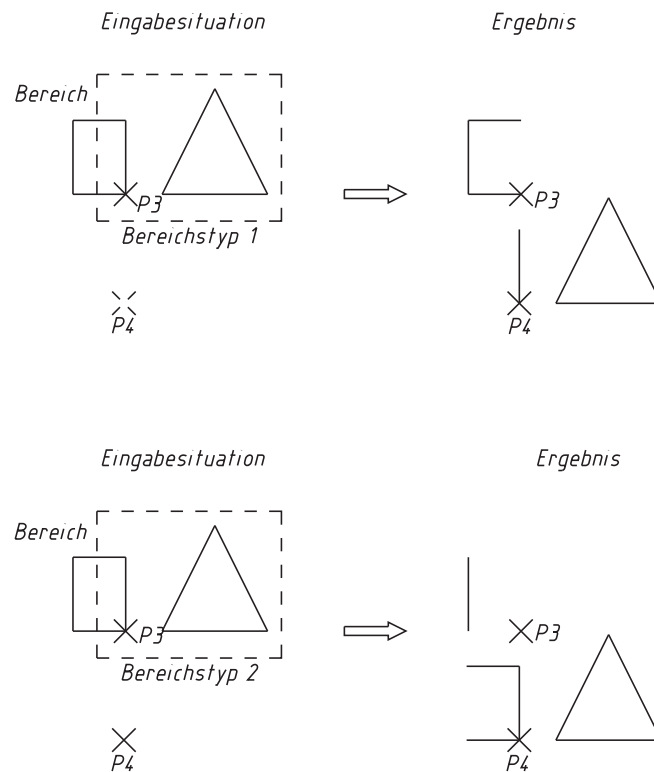 Eingabesituation
Ergebnis
Bereich
P3
P3
Bereichstyp 1
P4
P4
Eingabesituation
Ergebnis
Bereich
P3
P3
Bereichstyp 2
P4
P4